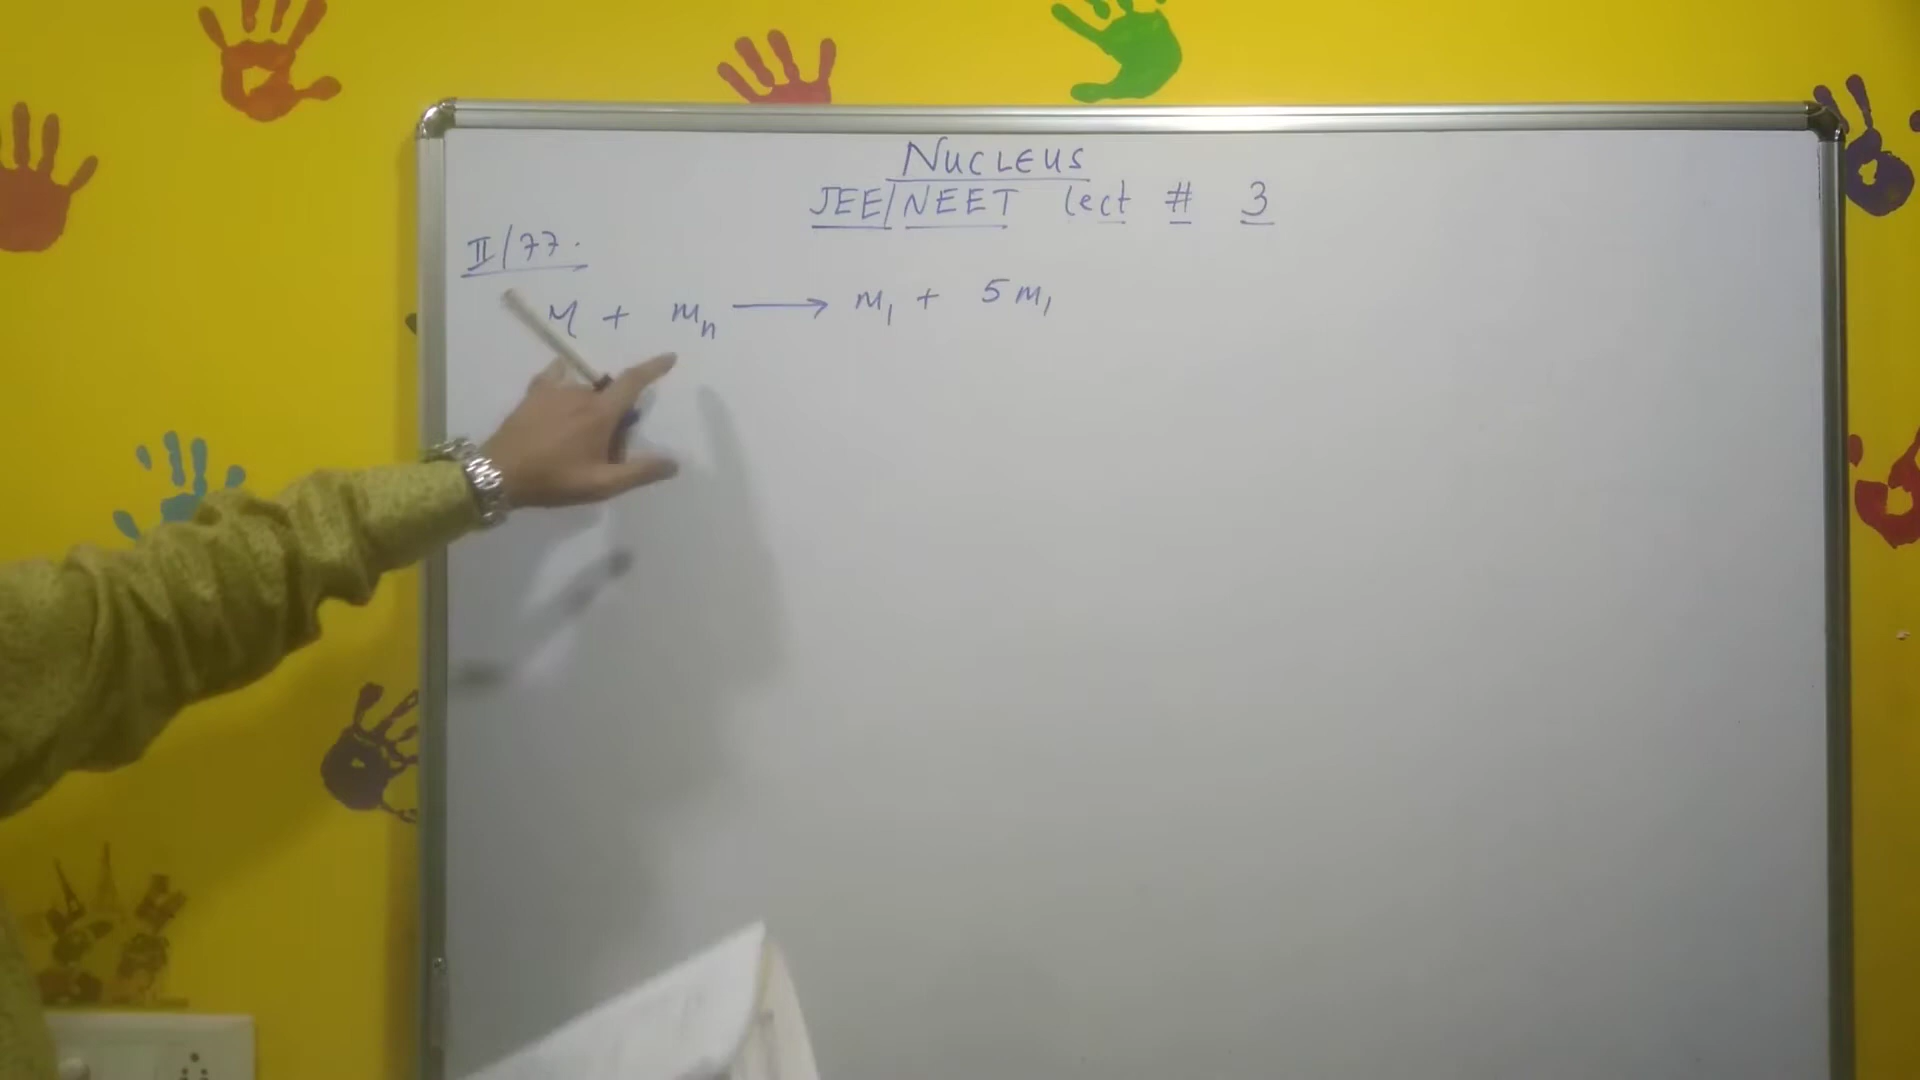 NUCLEUS
JEE/NEET lect # 3
II/77.
M + mn ⟶ m1 + 5m1